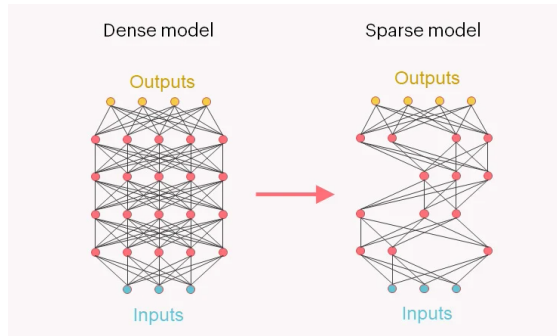 Dense model
Sparse model
Outputs
Outputs
Inputs
Inputs